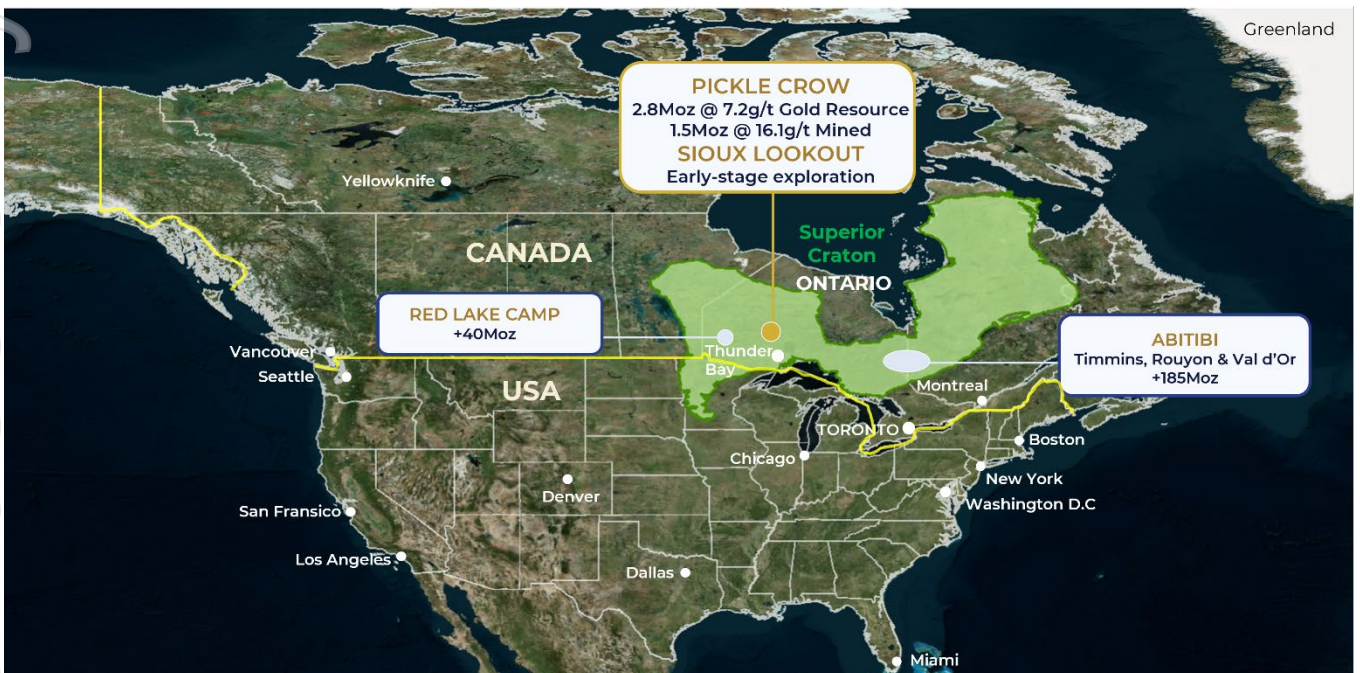 Greenland
PICKLE CROW
2.8Moz @ 7.2g/t Gold Resource
1.5Moz @ 16.1g/t Mined
SIOUX LOOKOUT
Early-stage exploration
Yellowknife
CANADA
Superior
Craton
ONTARIO
RED LAKE CAMP
+40Moz
ABITIBI
Timmins, Rouyon & Val d’Or
+185Moz
Vancouver
Seattle
Thunder
Bay
USA
Montreal
TORONTO
Boston
Chicago
New York
Denver
Washington D.C
San Fransico
Los Angeles
Dallas
Miami